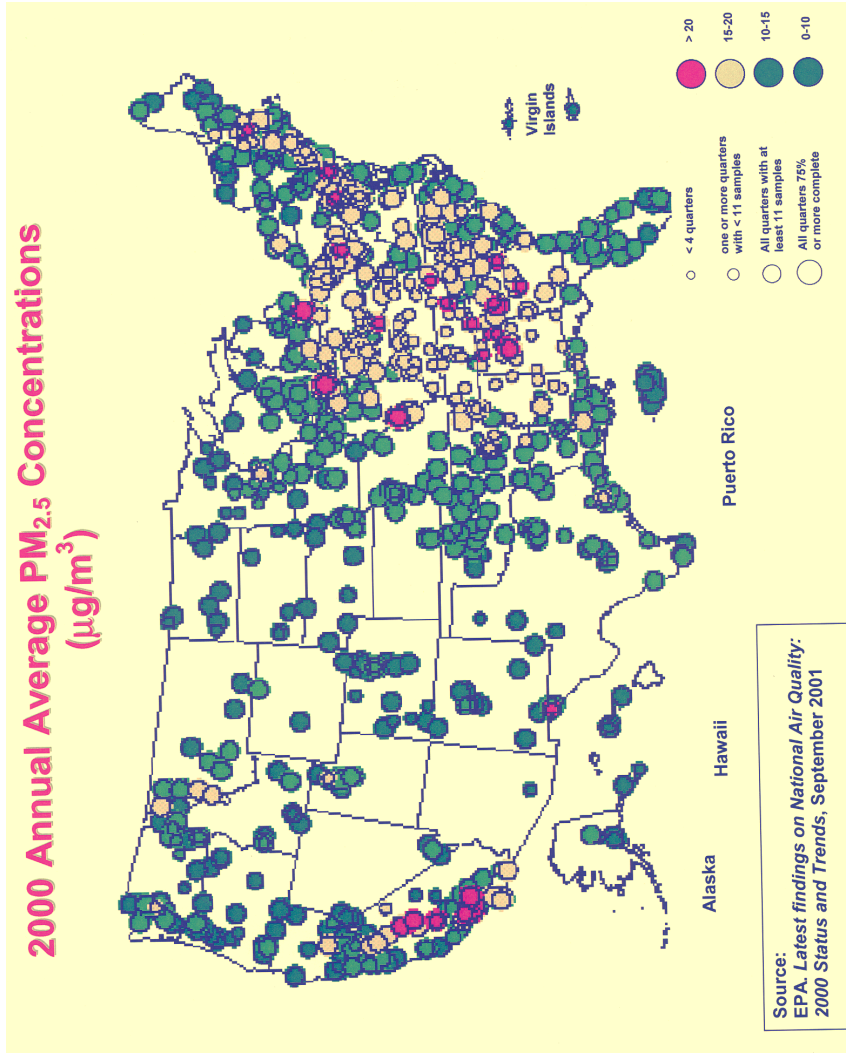 2000 Annual Average PM2.5 Concentrations
(μg/m3)
Virgin
Islands
Puerto Rico
Hawaii
Alaska
< 4 quarters
one or more quarters
with < 11 samples
All quarters with at
least 11 samples
All quarters 75%
or more complete
> 20
15-20
10-15
0-10
Source:
EPA. Latest findings on National Air Quality:
2000 Status and Trends, September 2001